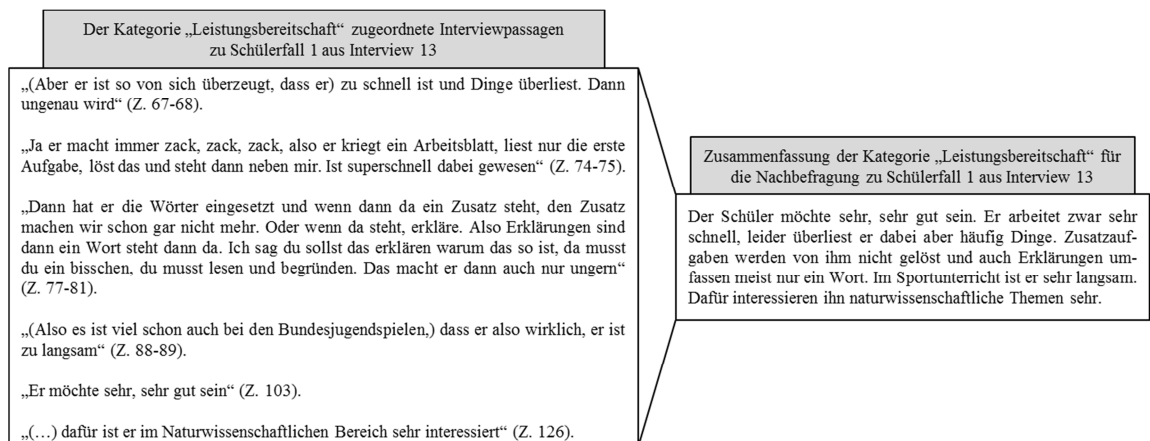 Der Kategorie „Leistungsbereitschaft“ zugeordnete Interviewpassagen
zu Schülerfall 1 aus Interview 13
„(Aber er ist so von sich überzeugt, dass er) zu schnell ist und Dinge überliest. Dann
ungenau wird“ (Z. 67-68).
„Ja er macht immer zack, zack, zack, also er kriegt ein Arbeitsblatt, liest nur die erste
Aufgabe, löst das und steht dann neben mir. Ist superschnell dabei gewesen“ (Z. 74-75).
„Dann hat er die Wörter eingesetzt und wenn dann da ein Zusatz steht, den Zusatz
machen wir schon gar nicht mehr. Oder wenn da steht, erkläre. Also Erklärungen sind
dann ein Wort steht dann da. Ich sag du sollst das erklären warum das so ist, da musst
du ein bisschen, du musst lesen und begründen. Das macht er dann auch nur ungern“
(Z. 77-81).
„(Also es ist viel schon auch bei den Bundesjugendspielen,) dass er also wirklich, er ist
zu langsam“ (Z. 88-89).
„Er möchte sehr, sehr gut sein“ (Z. 103).
„(…) dafür ist er im Naturwissenschaftlichen Bereich sehr interessiert“ (Z. 126).
Zusammenfassung der Kategorie „Leistungsbereitschaft“ für
die Nachbefragung zu Schülerfall 1 aus Interview 13
Der Schüler möchte sehr, sehr gut sein. Er arbeitet zwar sehr
schnell, leider überliest er dabei aber häufig Dinge. Zusatzauf-
gaben werden von ihm nicht gelöst und auch Erklärungen um-
fassen meist nur ein Wort. Im Sportunterricht ist er sehr langsam.
Dafür interessieren ihn naturwissenschaftliche Themen sehr.